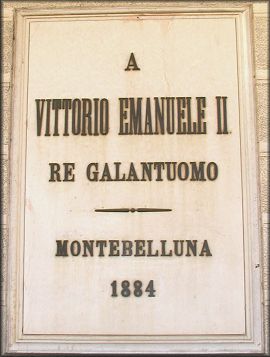 A
VITTORIO EMANUELE II
RE GALANTUOMO
MONTEBELLUNA
1884